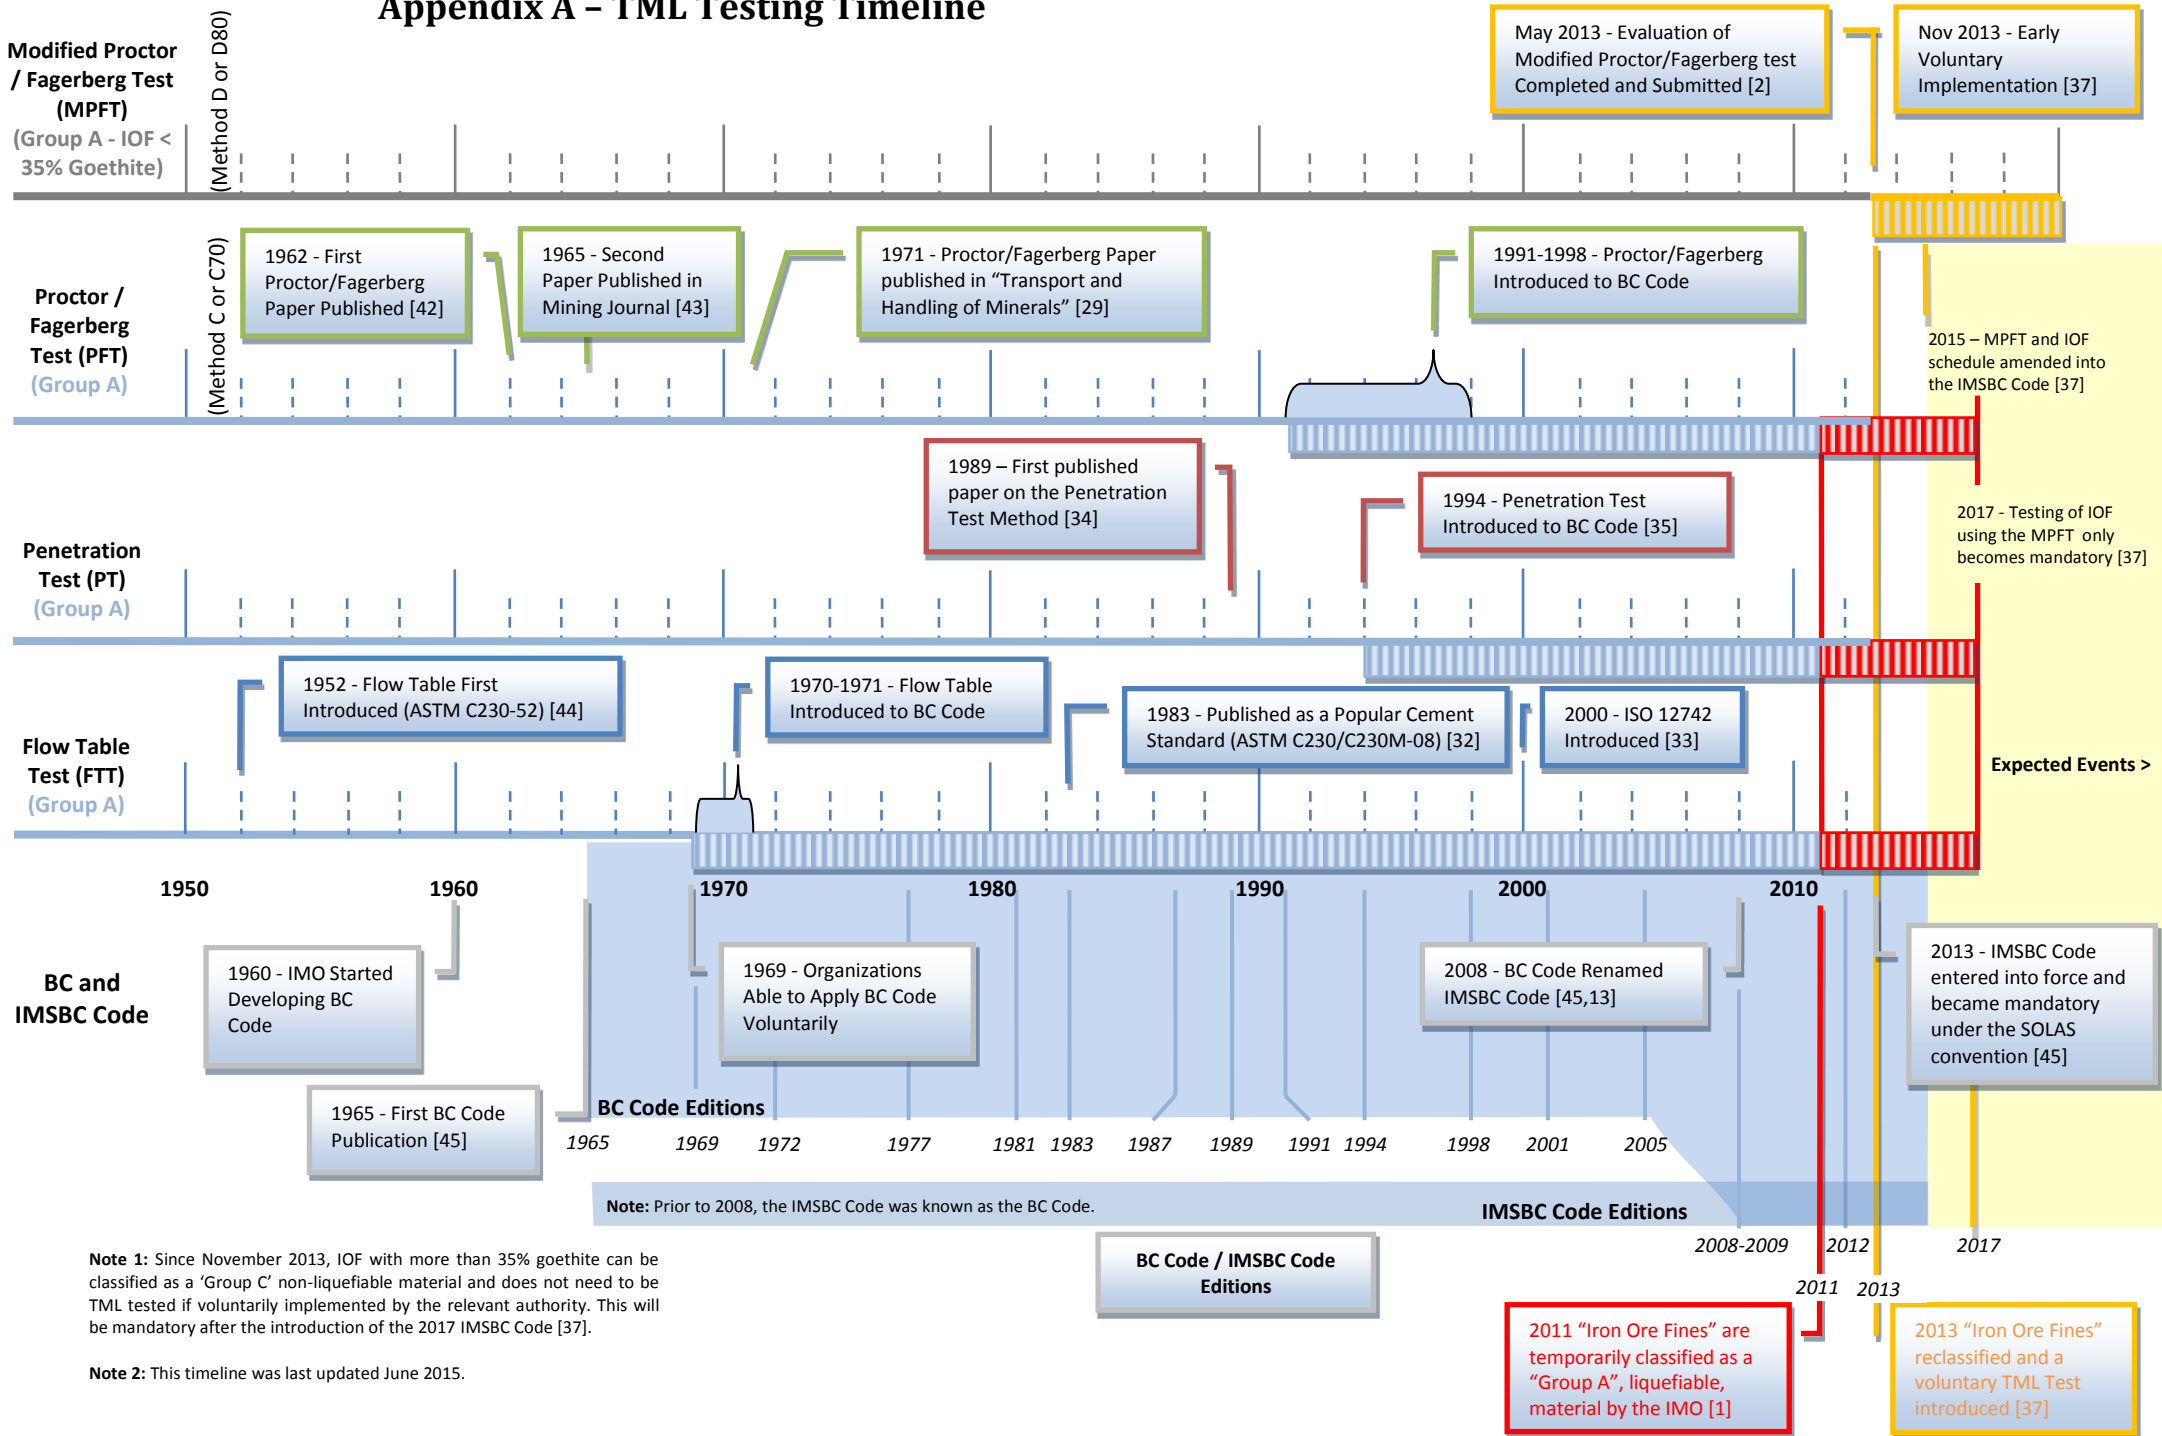 Appendix A – TML Testing Timeline
Modified Proctor
/ Fagerberg Test
(MPFT)
(Group A - IOF <
35% Goethite)
(Method D or D80)
May 2013 - Evaluation of
Modified Proctor/Fagerberg test
Completed and Submitted [2]
Nov 2013 - Early
Voluntary
Implementation [37]
Proctor /
Fagerberg
Test (PFT)
(Group A)
(Method C or C70)
1962 - First
Proctor/Fagerberg
Paper Published [42]
1965 - Second
Paper Published in
Mining Journal [43]
1971 - Proctor/Fagerberg Paper
published in “Transport and
Handling of Minerals” [29]
1991-1998 - Proctor/Fagerberg
Introduced to BC Code
2015 – MPFT and IOF
schedule amended into
the IMSBC Code [37]
Penetration
Test (PT)
(Group A)
1989 – First published
paper on the Penetration
Test Method [34]
1994 - Penetration Test
Introduced to BC Code [35]
2017 - Testing of IOF
using the MPFT only
becomes mandatory [37]
Flow Table
Test (FTT)
(Group A)
1952 - Flow Table First
Introduced (ASTM C230-52) [44]
1970-1971 - Flow Table
Introduced to BC Code
1983 - Published as a Popular Cement
Standard (ASTM C230/C230M-08) [32]
2000 - ISO 12742
Introduced [33]
Expected Events >
1950 1960 1970 1980 1990 2000 2010
BC and
IMSBC Code
1960 - IMO Started
Developing BC
Code
1965 - First BC Code
Publication [45]
1969 - Organizations
Able to Apply BC Code
Voluntarily
2008 - BC Code Renamed
IMSBC Code [45,13]
2013 - IMSBC Code
entered into force and
became mandatory
under the SOLAS
convention [45]
BC Code Editions
1965 1969 1972 1977 1981 1983 1987 1989 1991 1994 1998 2001 2005
Note: Prior to 2008, the IMSBC Code was known as the BC Code.
IMSBC Code Editions
2008-2009 2012 2017
2011 2013
BC Code / IMSBC Code
Editions
Note 1: Since November 2013, IOF with more than 35% goethite can be
classified as a ‘Group C’ non-liquefiable material and does not need to be
TML tested if voluntarily implemented by the relevant authority. This will
be mandatory after the introduction of the 2017 IMSBC Code [37].
Note 2: This timeline was last updated June 2015.
2011 “Iron Ore Fines” are
temporarily classified as a
“Group A”, liquefiable,
material by the IMO [1]
2013 “Iron Ore Fines”
reclassified and a
voluntary TML Test
introduced [37]